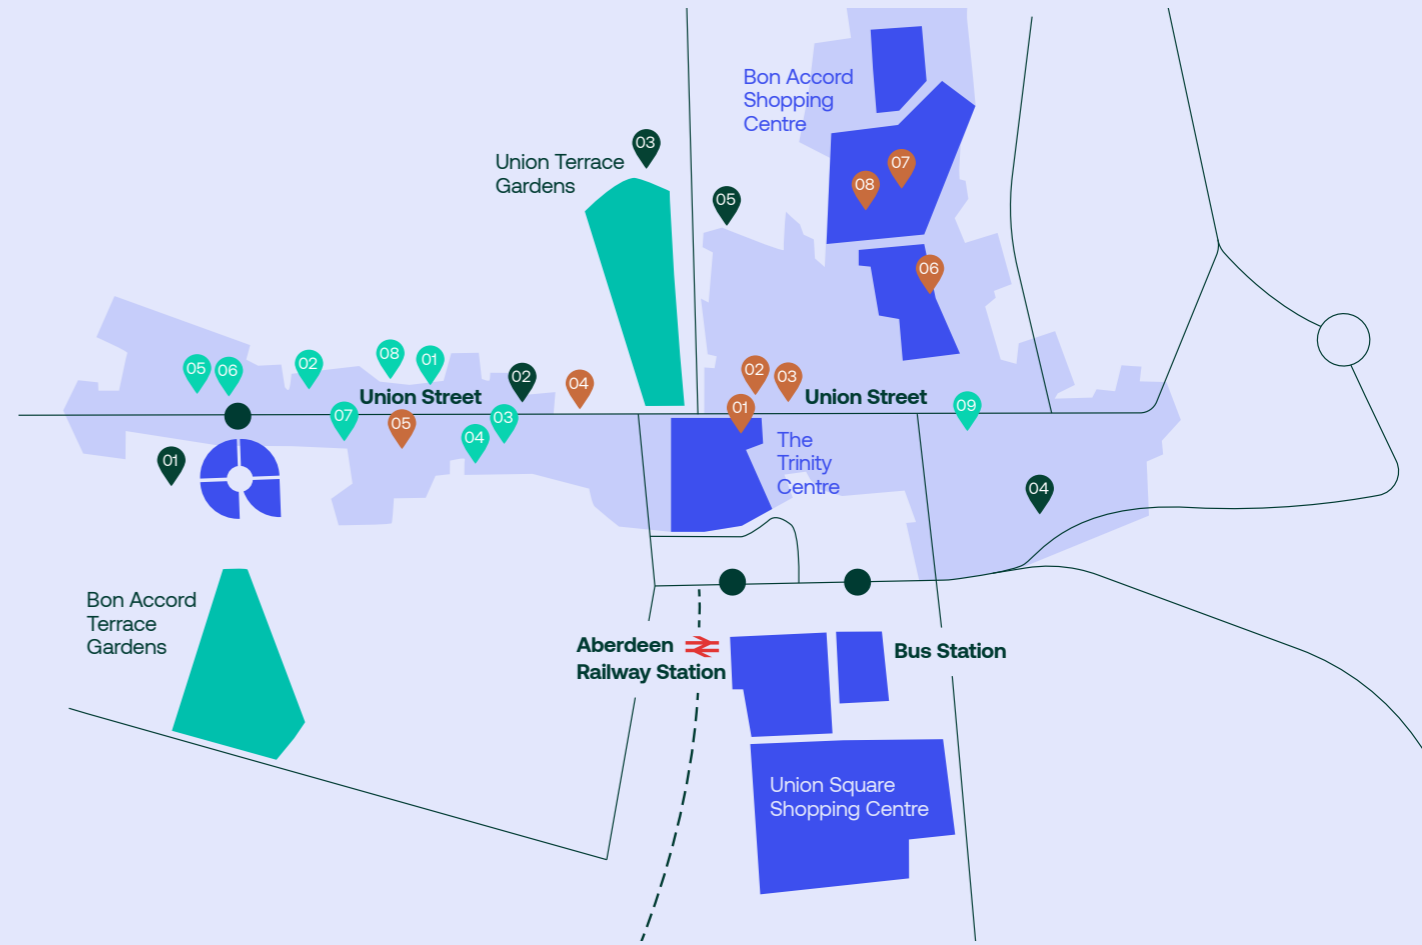 Bon Accord
Shopping
Centre
03
Union Terrace
Gardens
07
08
05
06
08
01
05
06
02
02
04
02
03
Union Street
Union Street
01
07
05
03
04
09
The
Trinity
Centre
01
04
Bon Accord
Terrace
Gardens
Aberdeen
Railway Station
Bus Station
Union Square
Shopping Centre